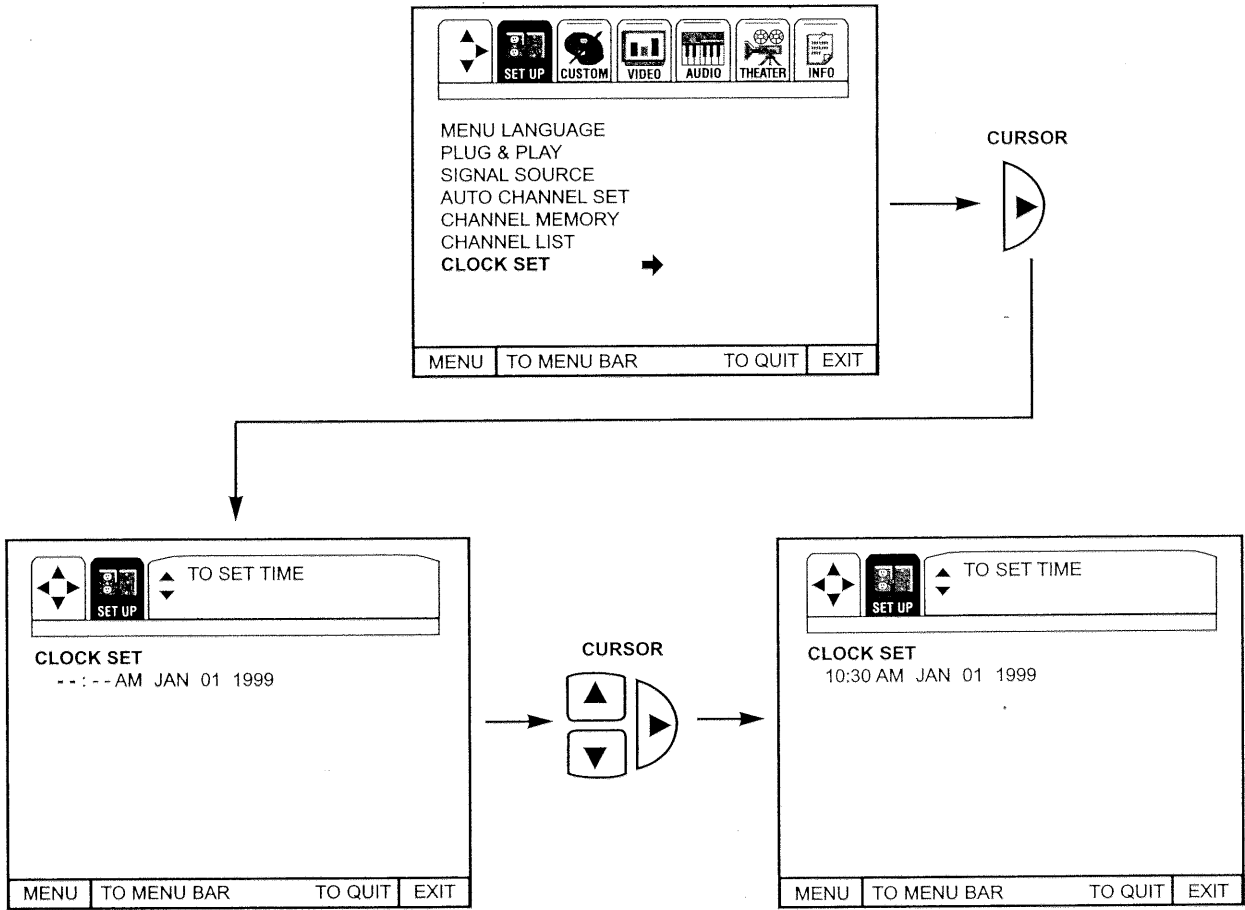 SET UP CUSTOM VIDEO AUDIO THEATER INFO
MENU LANGUAGE
PLUG & PLAY
SIGNAL SOURCE
AUTO CHANNEL SET
CHANNEL MEMORY
CHANNEL LIST
CLOCK SET
MENU TO MENU BAR TO QUIT EXIT
CURSOR
SET UP TO SET TIME
CLOCK SET
--:-- AM JAN 01 1999
MENU TO MENU BAR TO QUIT EXIT
CURSOR
SET UP TO SET TIME
CLOCK SET
10:30 AM JAN 01 1999
MENU TO MENU BAR TO QUIT EXIT